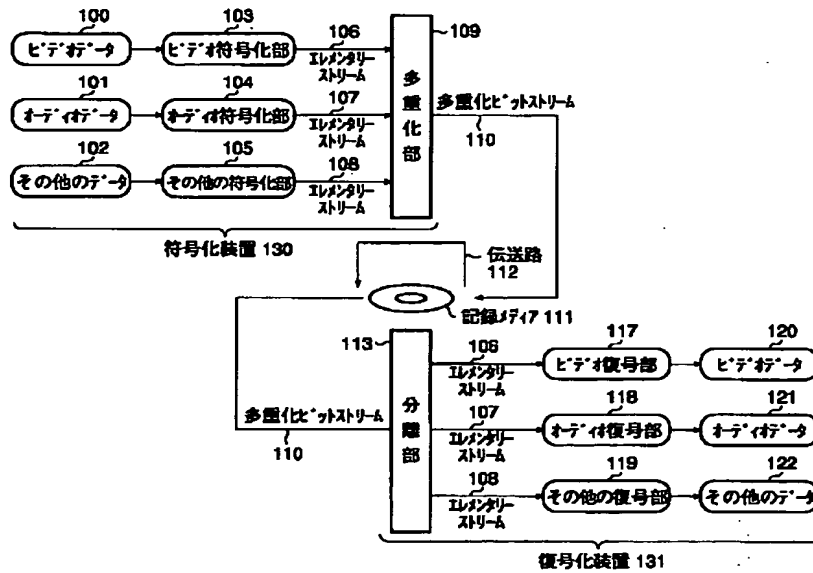 100
103
106
109
ビデオデータ
ビデオ符号化部
エレメンタリー
ストリーム
101
104
107
オーディオデータ
オーディオ符号化部
エレメンタリー
ストリーム
102
105
108
その他のデータ
その他の符号化部
エレメンタリー
ストリーム
多重化部
多重化ビットストリーム
110
符号化装置 130
伝送路
112
記録メディア 111
113
分離部
多重化ビットストリーム
110
106
117
120
エレメンタリー
ストリーム
ビデオ復号部
ビデオデータ
107
118
121
エレメンタリー
ストリーム
オーディオ復号部
オーディオデータ
108
119
122
エレメンタリー
ストリーム
その他の復号部
その他のデータ
復号化装置 131